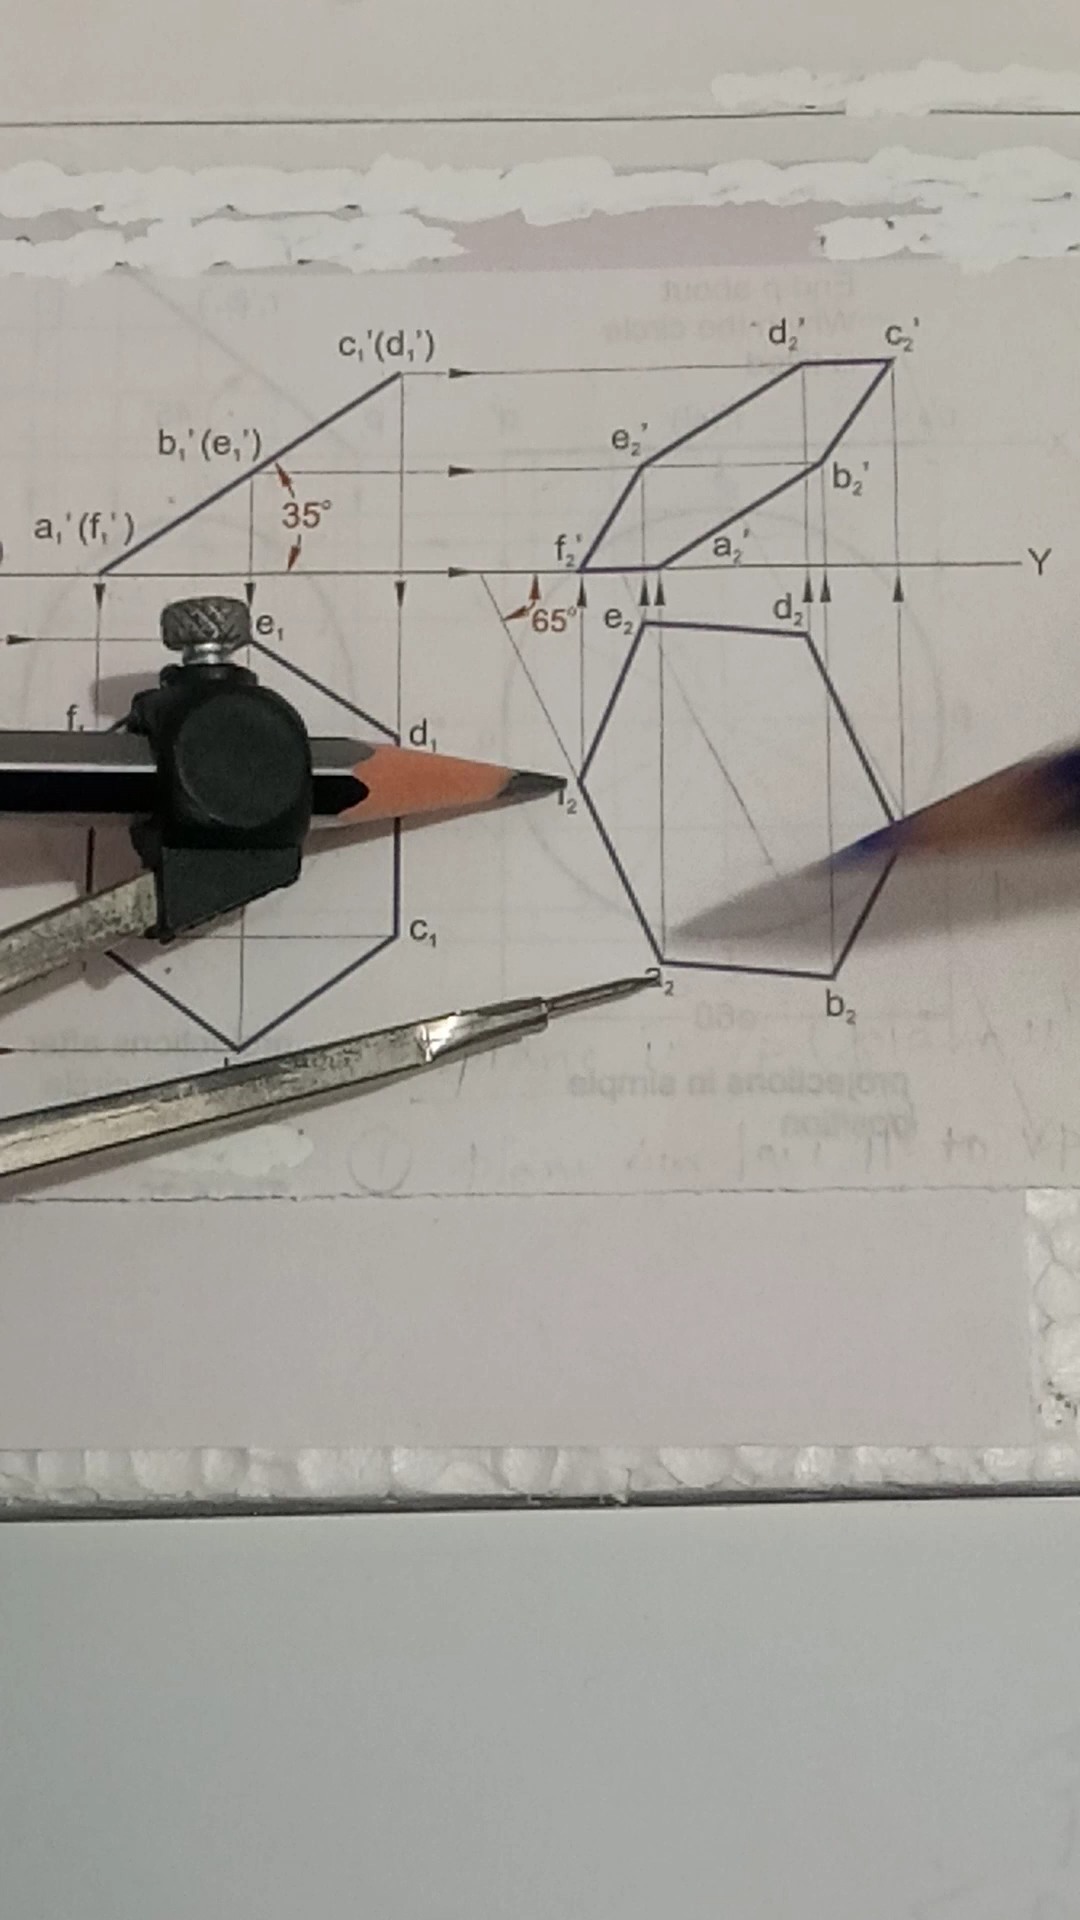 c₁'(d₁')
d₂'
c₂'
b₁'(e₁')
e₂'
b₂'
a₁'(f₁')
35°
f₂'
a₂'
Y
65°
e₂
d₂
e₁
f₁
d₁
f₂
c₁
a₂
b₂